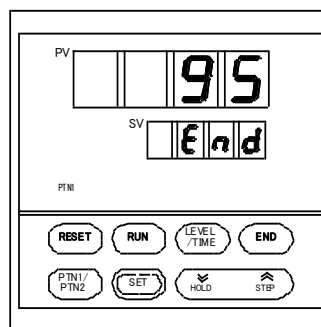 PV
95
SV
End
PTN1
RESET RUN LEVEL/TIME END
PTN1/PTN2 SET HOLD STEP